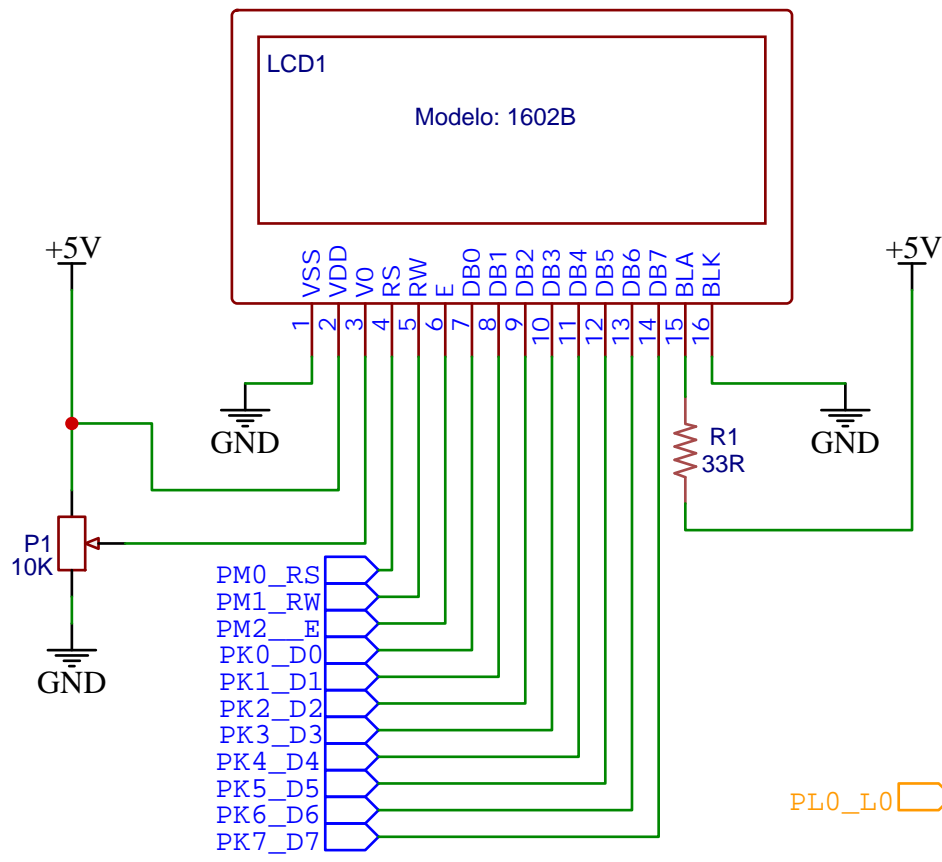 LCD1
Modelo: 1602B
+5V
+5V
VSS
VDD
V0
RS
RW
E
DB0
DB1
DB2
DB3
DB4
DB5
DB6
DB7
BLA
BLK
1
2
3
4
5
6
7
8
9
10
11
12
13
14
15
16
GND
R1
33R
GND
P1
10K
GND
PM0_RS
PM1_RW
PM2__E
PK0_D0
PK1_D1
PK2_D2
PK3_D3
PK4_D4
PK5_D5
PK6_D6
PK7_D7
PL0_L0